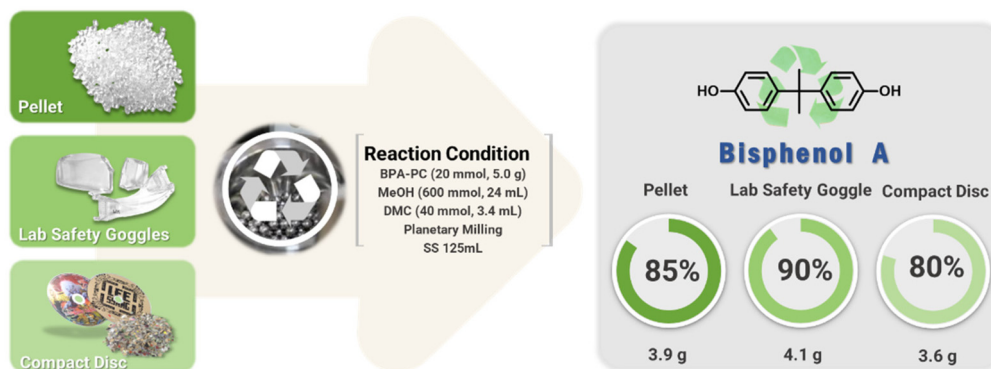 Pellet
Lab Safety Goggles
Compact Disc
Reaction Condition
BPA-PC (20 mmol, 5.0 g)
MeOH (600 mmol, 24 mL)
DMC (40 mmol, 3.4 mL)
Planetary Milling
SS 125mL
HO
OH
Bisphenol A
Pellet
Lab Safety Goggle
Compact Disc
85%
90%
80%
3.9 g
4.1 g
3.6 g